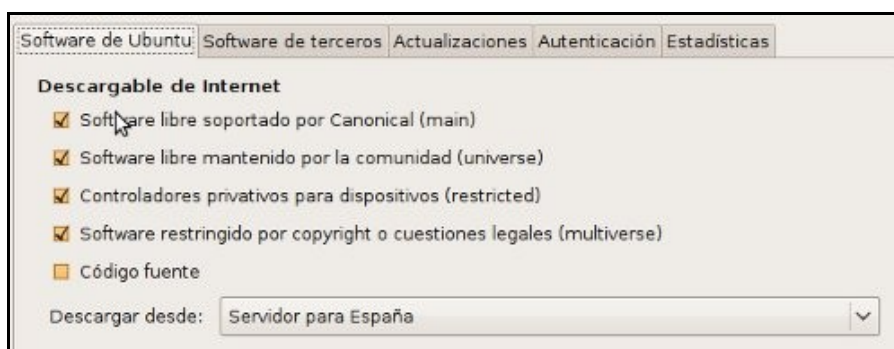 Software de Ubuntu Software de terceros Actualizaciones Autenticación Estadísticas
Descargable de Internet
Software libre soportado por Canonical (main)
Software libre mantenido por la comunidad (universe)
Controladores privativos para dispositivos (restricted)
Software restringido por copyright o cuestiones legales (multiverse)
Código fuente
Descargar desde: Servidor para España